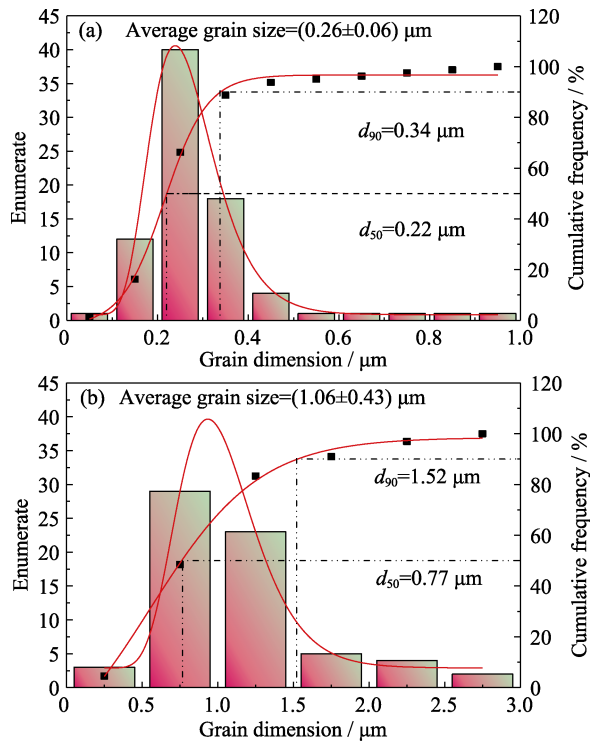 (a) Average grain size=(0.26±0.06) μm
45
40
35
30
25
20
15
10
5
0
Enumerate
120
100
80
60
40
20
0
Cumulative frequency / %
d90=0.34 μm
d50=0.22 μm
0.0 0.2 0.4 0.6 0.8 1.0
Grain dimension / μm
(b) Average grain size=(1.06±0.43) μm
45
40
35
30
25
20
15
10
5
0
Enumerate
120
100
80
60
40
20
0
Cumulative frequency / %
d90=1.52 μm
d50=0.77 μm
0.0 0.5 1.0 1.5 2.0 2.5 3.0
Grain dimension / μm